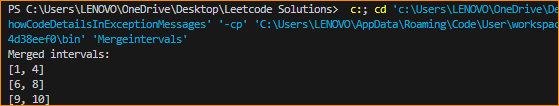 PS C:\Users\LENOVO\OneDrive\Desktop\Leetcode Solutions> c:; cd 'c:\Users\LENOVO\OneDrive\De
howCodeDetailsInExceptionMessages' '-cp' 'C:\Users\LENOVO\AppData\Roaming\Code\User\workspac
4d38eef0\bin' 'Mergeintervals'
Merged intervals:
[1, 4]
[6, 8]
[9, 10]